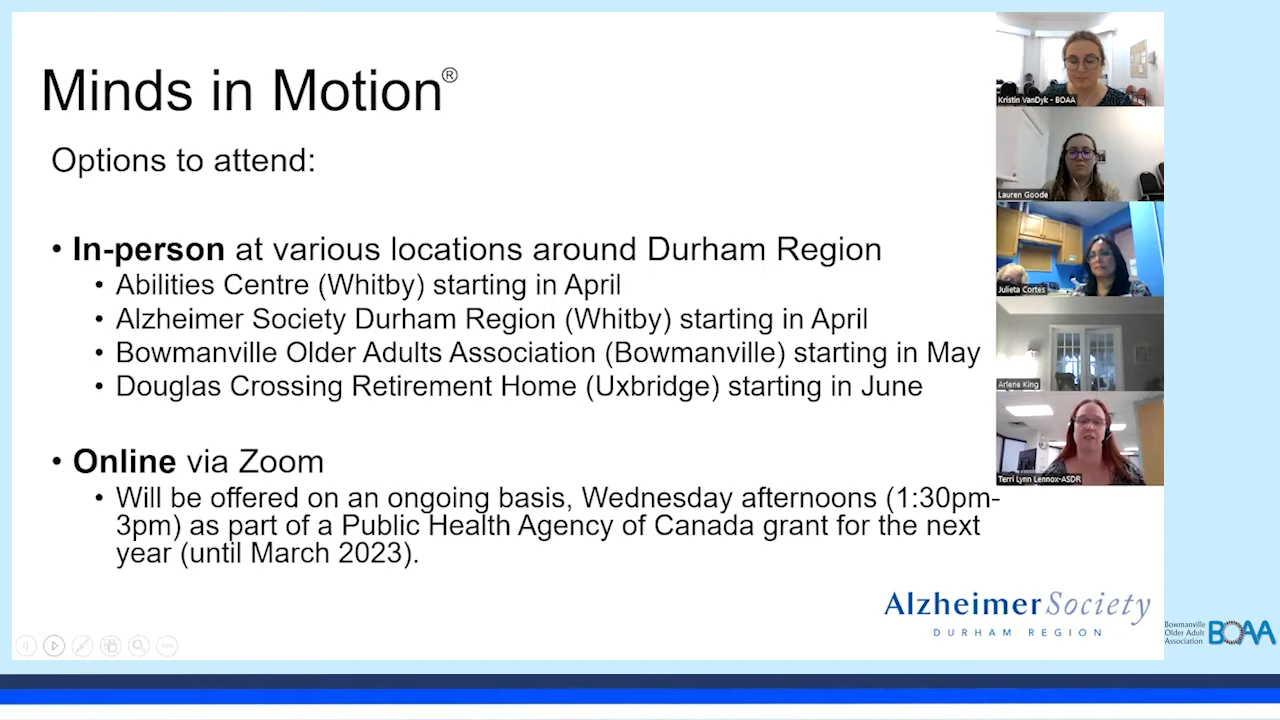 Minds in Motion®
Options to attend:
• In-person at various locations around Durham Region
• Abilities Centre (Whitby) starting in April
• Alzheimer Society Durham Region (Whitby) starting in April
• Bowmanville Older Adults Association (Bowmanville) starting in May
• Douglas Crossing Retirement Home (Uxbridge) starting in June
• Online via Zoom
• Will be offered on an ongoing basis, Wednesday afternoons (1:30pm-
3pm) as part of a Public Health Agency of Canada grant for the next
year (until March 2023).
Kristin VanDyk - BOAA
Lauren Goode
Julieta Cortes
Arlene King
Terri Lynn Lennox-ASDR
Alzheimer Society
DURHAM REGION
Bowmanville
Older Adult
Association
BOAA